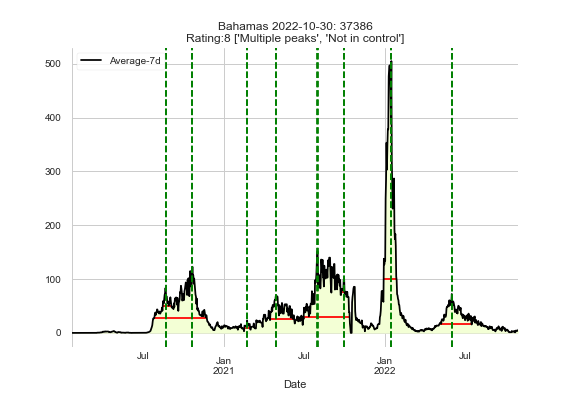 Bahamas 2022-10-30: 37386
Rating:8 ['Multiple peaks', 'Not in control']
Average-7d
500
400
300
200
100
0
Jul
Jan
2021
Jul
Jan
2022
Jul
Date